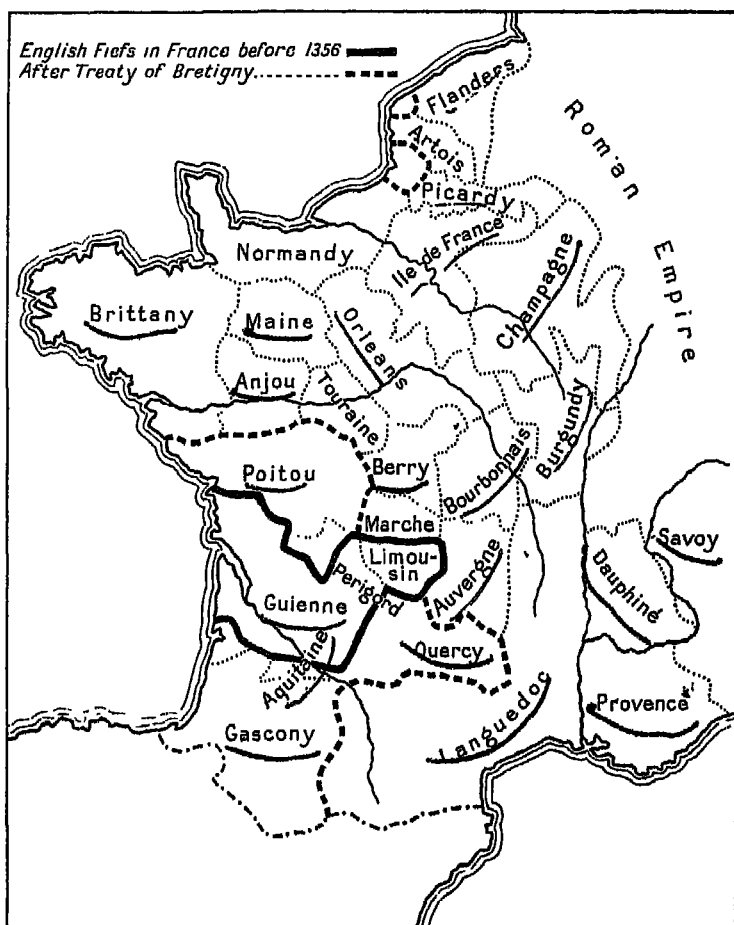 English Fiefs in France before 1356
After Treaty of Bretigny
Flanders
Roman Empire
Artois
Picardy
Normandy
Ile de France
Champagne
Brittany
Maine
Orleans
Anjou
Touraine
Burgundy
Poitou
Berry
Bourbonnais
Marche
Savoy
Limou-
sin
Perigord
Auvergne
Dauphiné
Guienne
Quercy
Aquitaine
Languedoc
Provence
Gascony